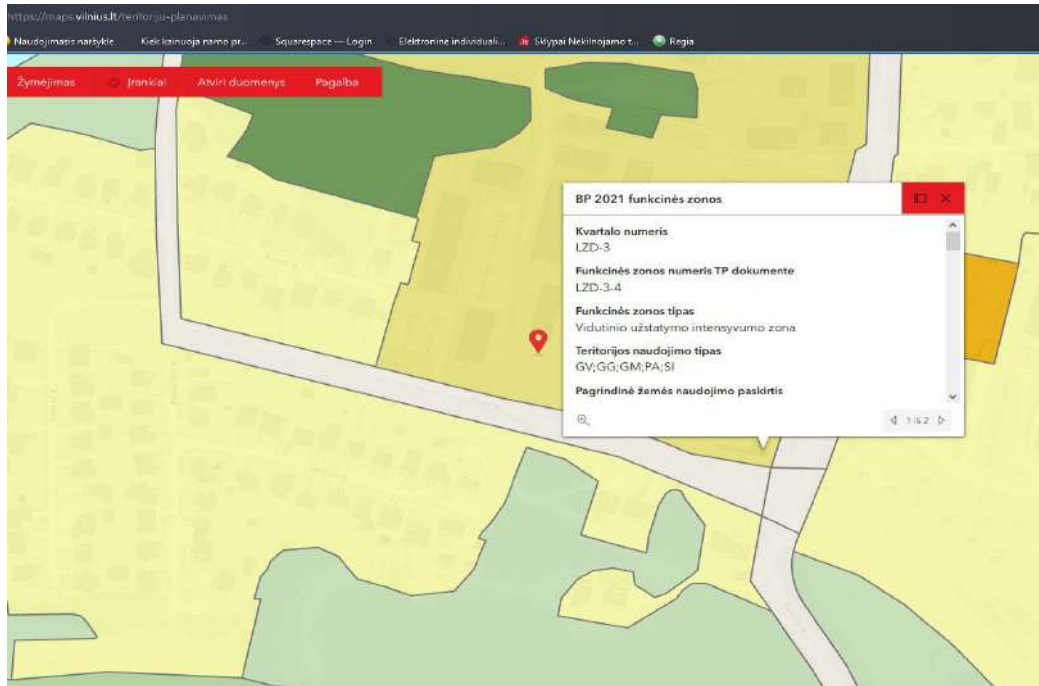 https://maps.vilnius.lt/teritoriju-planavimas
Naudojimasis naršykle Kiek kainuoja namo pr... Squarespace — Login Elektroninė individuali... Sklypai Nekilnojamo t... Regia
Žymėjimas Įrankiai Atviri duomenys Pagalba
BP 2021 funkcinės zonos
Kvartalo numeris
LZD-3
Funkcinės zonos numeris TP dokumente
LZD-3-4
Funkcinės zonos tipas
Vidutinio užstatymo intensyvumo zona
Teritorijos naudojimo tipas
GV;GG;GM;PA;SI
Pagrindinė žemės naudojimo paskirtis
1 iš 2